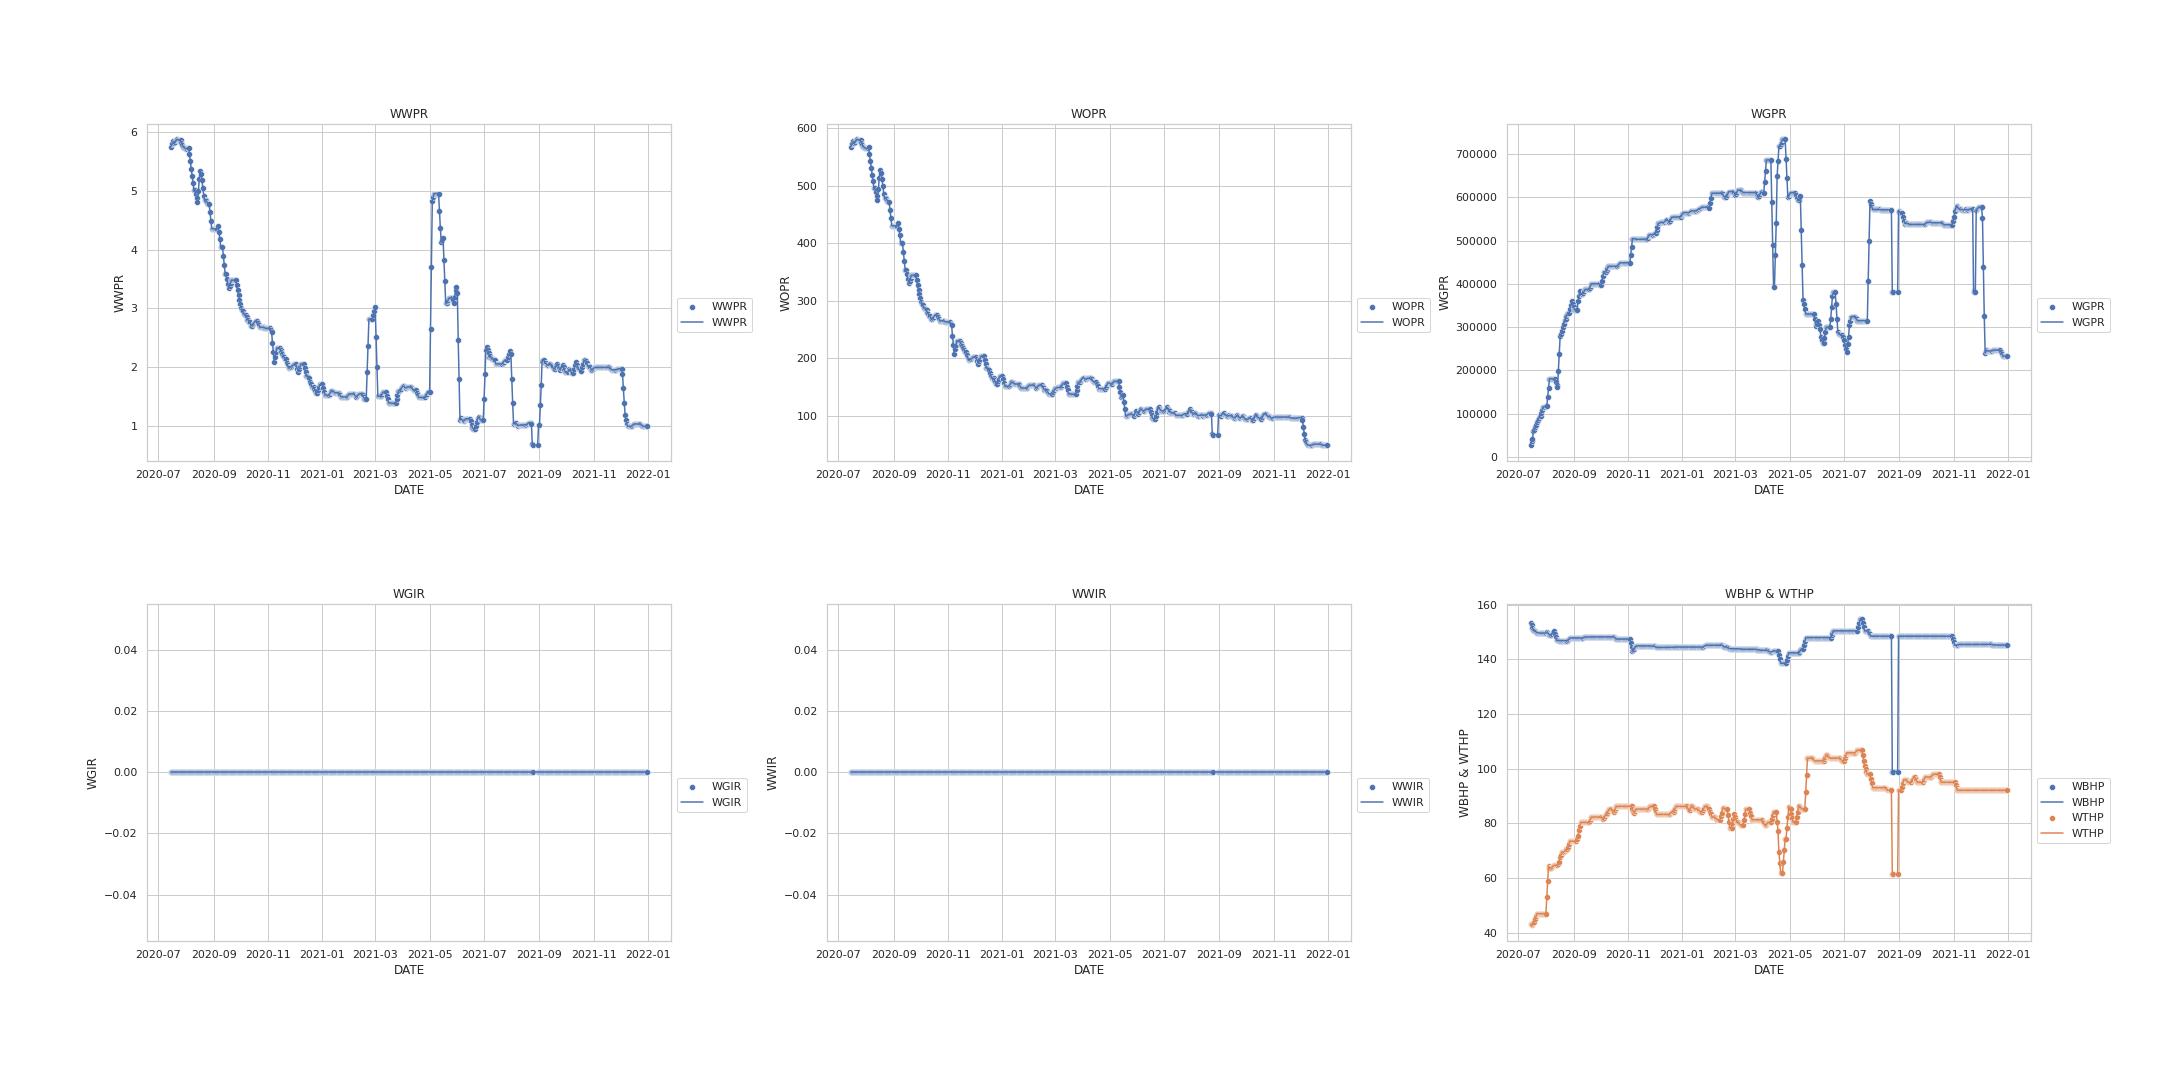 WWPR
WWPR
6
5
4
3
2
1
2020-07 2020-09 2020-11 2021-01 2021-03 2021-05 2021-07 2021-09 2021-11 2022-01
DATE
WWPR
WWPR
WOPR
WOPR
600
500
400
300
200
100
2020-07 2020-09 2020-11 2021-01 2021-03 2021-05 2021-07 2021-09 2021-11 2022-01
DATE
WOPR
WOPR
WGPR
WGPR
700000
600000
500000
400000
300000
200000
100000
0
2020-07 2020-09 2020-11 2021-01 2021-03 2021-05 2021-07 2021-09 2021-11 2022-01
DATE
WGPR
WGPR
WGIR
WGIR
0.04
0.02
0.00
−0.02
−0.04
2020-07 2020-09 2020-11 2021-01 2021-03 2021-05 2021-07 2021-09 2021-11 2022-01
DATE
WGIR
WGIR
WWIR
WWIR
0.04
0.02
0.00
−0.02
−0.04
2020-07 2020-09 2020-11 2021-01 2021-03 2021-05 2021-07 2021-09 2021-11 2022-01
DATE
WWIR
WWIR
WBHP & WTHP
WBHP & WTHP
160
140
120
100
80
60
40
2020-07 2020-09 2020-11 2021-01 2021-03 2021-05 2021-07 2021-09 2021-11 2022-01
DATE
WBHP
WBHP
WTHP
WTHP